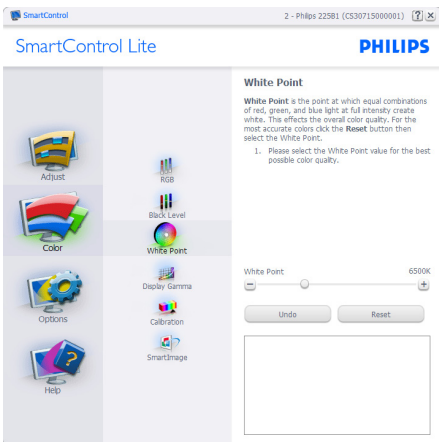 SmartControl
2 - Philips 225B1 (CS30715000001)
SmartControl Lite
PHILIPS
Adjust
Color
Options
Help
RGB
Black Level
White Point
Display Gamma
Calibration
SmartImage
White Point
White Point is the point at which equal combinations
of red, green, and blue light at full intensity create
white. This effects the overall color quality. For the
most accurate colors click the Reset button then
select the White Point.
1. Please select the White Point value for the best
possible color quality.
White Point 6500K
Undo
Reset